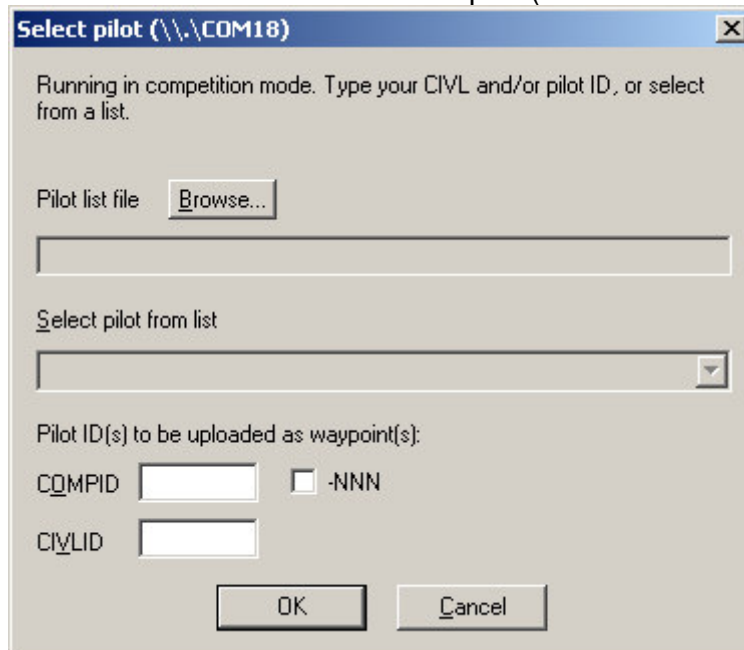 Select pilot (\\.\COM18)
Running in competition mode. Type your CIVL and/or pilot ID, or select
from a list.
Pilot list file Browse...
Select pilot from list
Pilot ID(s) to be uploaded as waypoint(s):
COMPID -NNN
CIVLID
OK Cancel